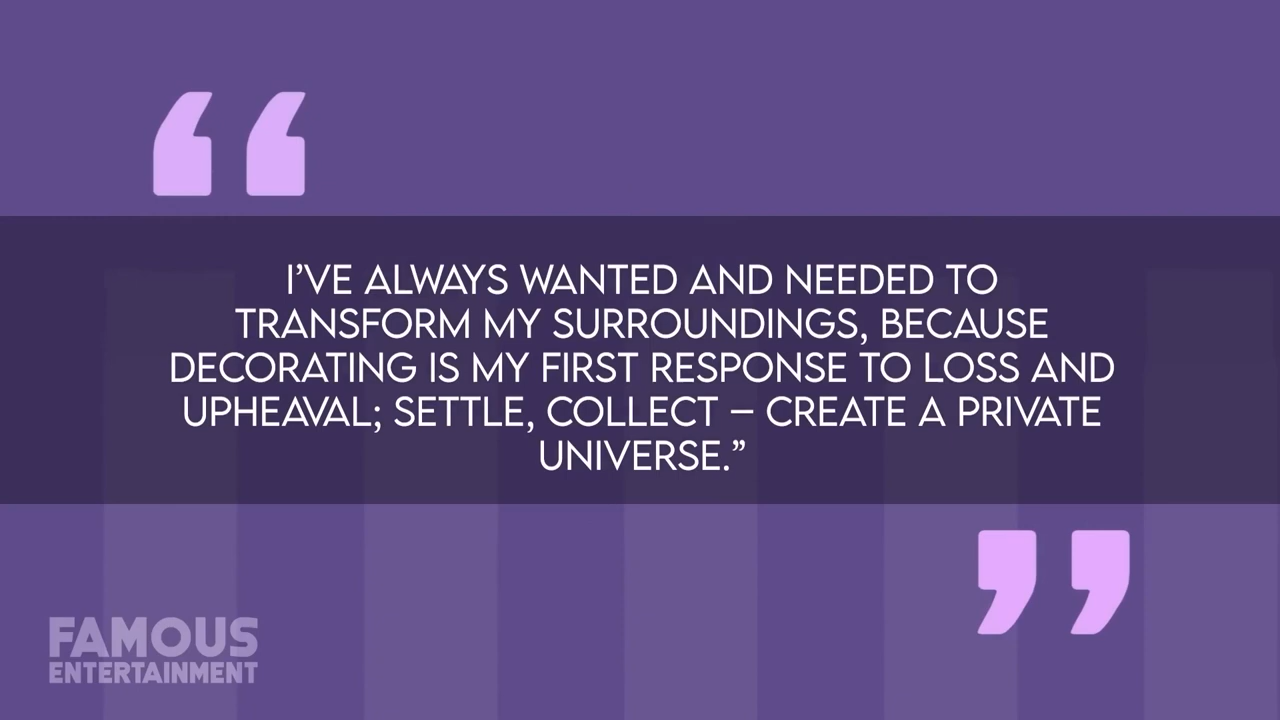 I’VE ALWAYS WANTED AND NEEDED TO
TRANSFORM MY SURROUNDINGS, BECAUSE
DECORATING IS MY FIRST RESPONSE TO LOSS AND
UPHEAVAL; SETTLE, COLLECT – CREATE A PRIVATE
UNIVERSE.”
FAMOUS
ENTERTAINMENT